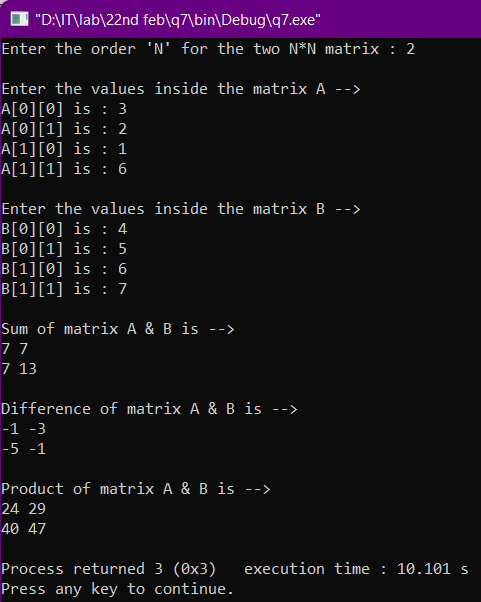 "D:\IT\lab\22nd feb\q7\bin\Debug\q7.exe"
Enter the order 'N' for the two N*N matrix : 2
Enter the values inside the matrix A -->
A[0][0] is : 3
A[0][1] is : 2
A[1][0] is : 1
A[1][1] is : 6
Enter the values inside the matrix B -->
B[0][0] is : 4
B[0][1] is : 5
B[1][0] is : 6
B[1][1] is : 7
Sum of matrix A & B is -->
7 7
7 13
Difference of matrix A & B is -->
-1 -3
-5 -1
Product of matrix A & B is -->
24 29
40 47
Process returned 3 (0x3)   execution time : 10.101 s
Press any key to continue.